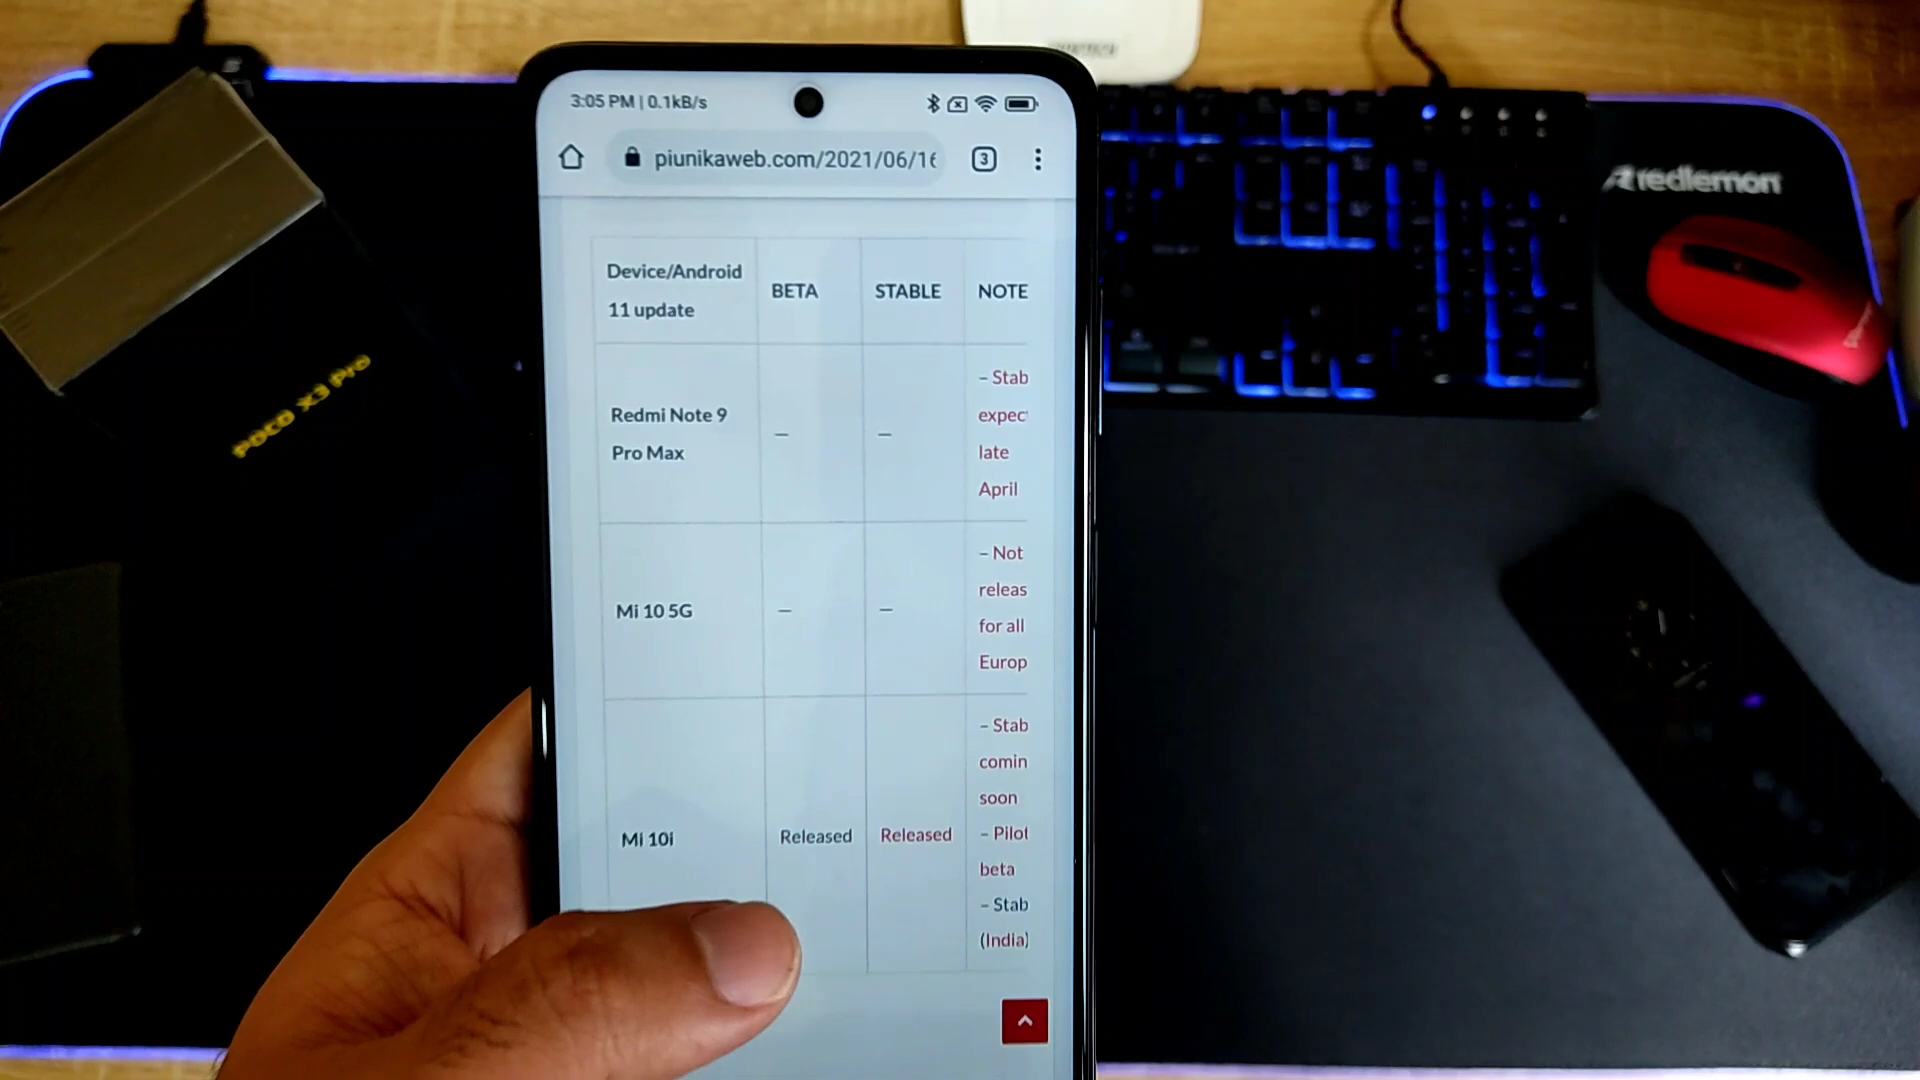 3:05 PM | 0.1kB/s
piunikaweb.com/2021/06/16
3
Device/Android
11 update
BETA
STABLE
NOTE
Redmi Note 9
Pro Max
–
–
– Stab
expec
late
April
Mi 10 5G
–
–
– Not
releas
for all
Europ
Mi 10i
Released
Released
– Stab
comin
soon
– Pilot
beta
– Stab
(India)
POCO X3 Pro
redlemon